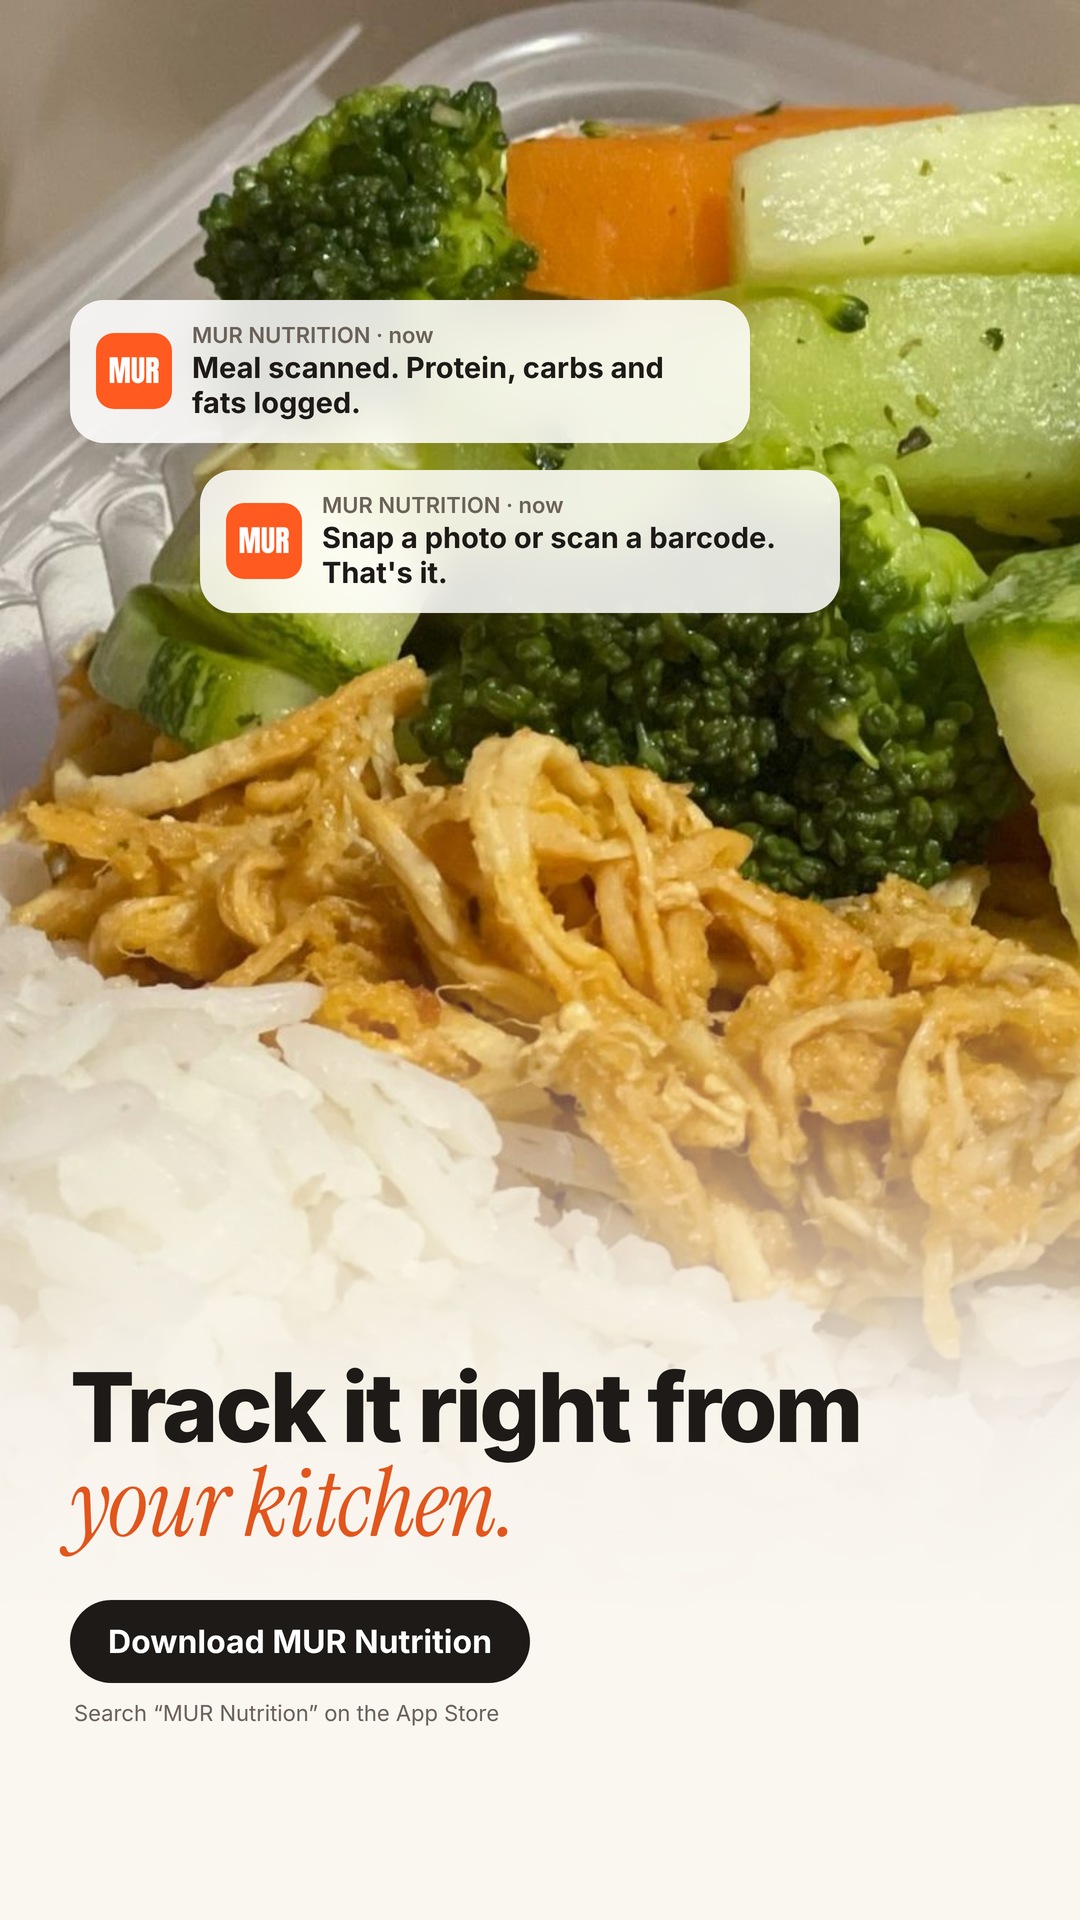 MUR
MUR NUTRITION · now
Meal scanned. Protein, carbs and
fats logged.
MUR
MUR NUTRITION · now
Snap a photo or scan a barcode.
That's it.
Track it right from
your kitchen.
Download MUR Nutrition
Search “MUR Nutrition” on the App Store